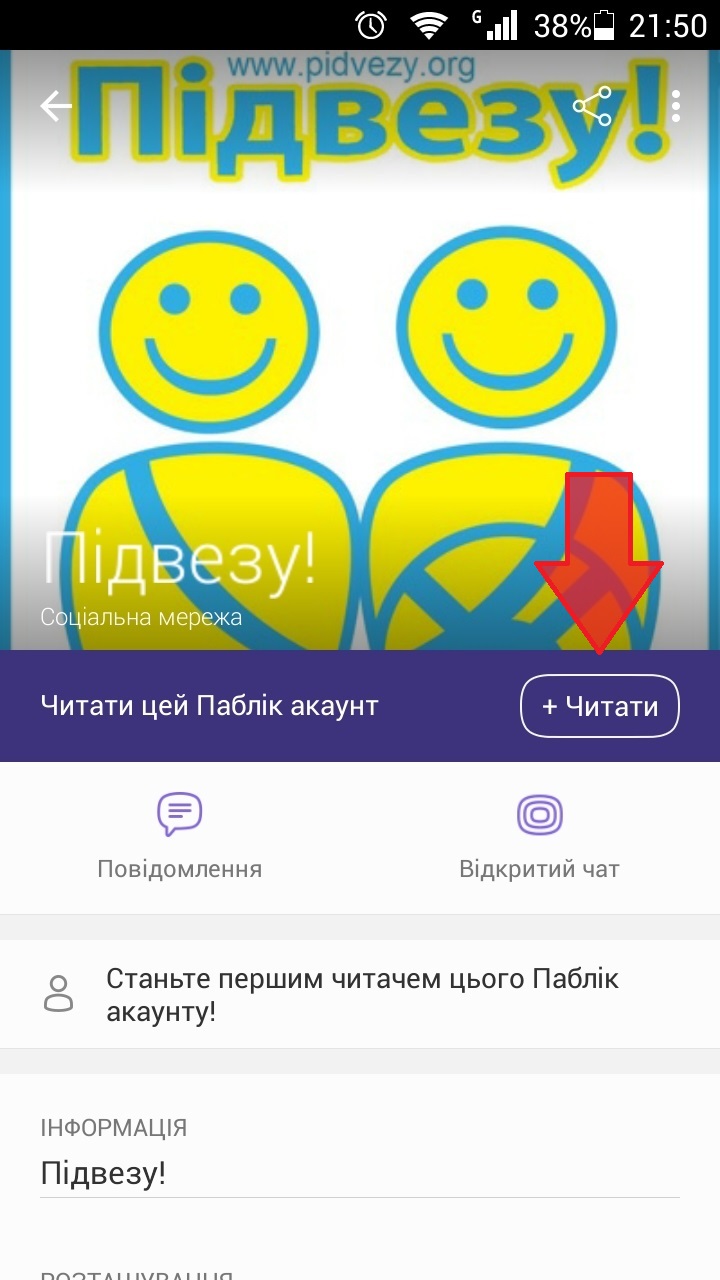 G 38% 21:50
www.pidvezy.org
Підвезу!
Підвезу!
Соціальна мережа
Читати цей Паблік акаунт
+ Читати
Повідомлення
Відкритий чат
Станьте першим читачем цього Паблік
акаунту!
ІНФОРМАЦІЯ
Підвезу!
РОЗТАШУВАННЯ